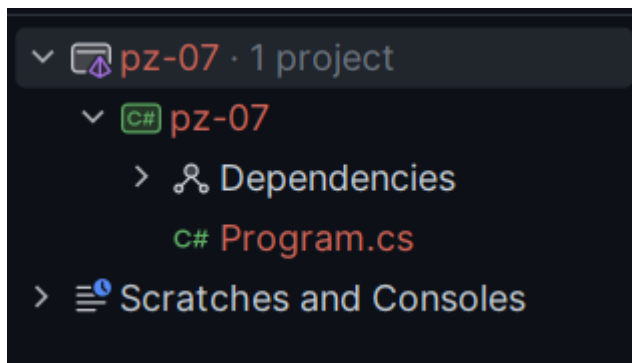 pz-07 · 1 project
C# pz-07
Dependencies
C# Program.cs
Scratches and Consoles